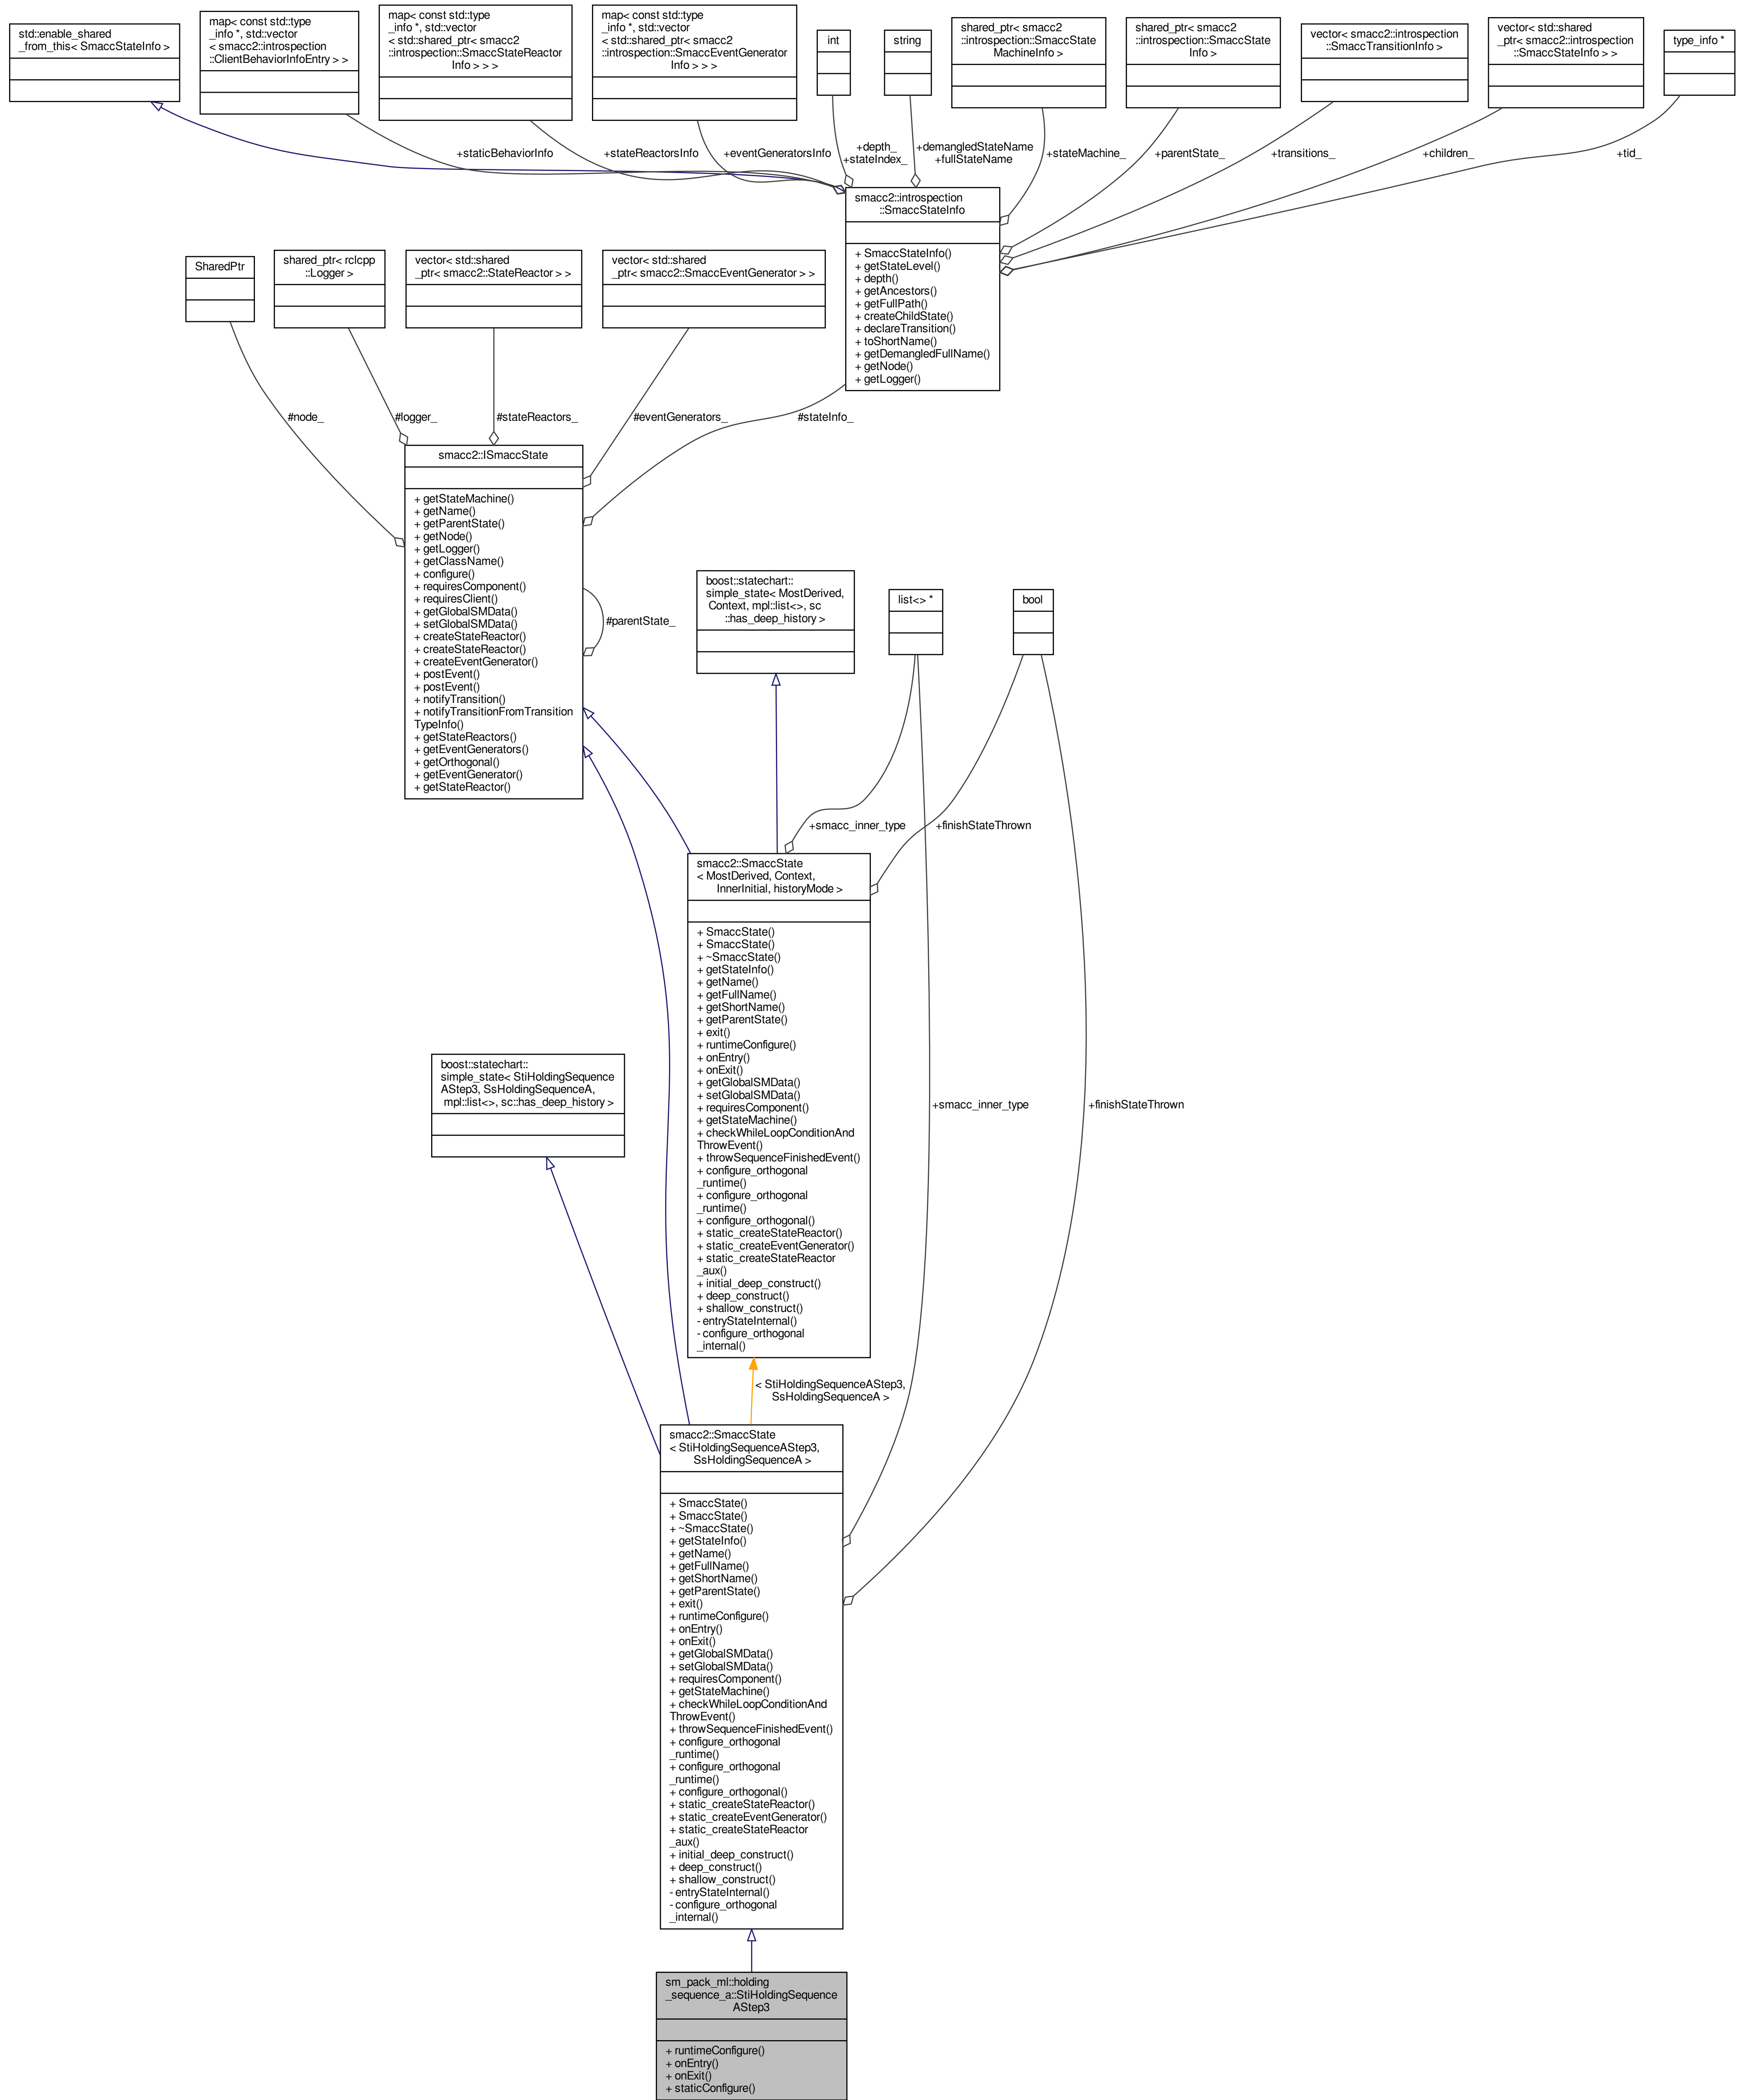 std::enable_shared
_from_this< SmaccStateInfo >
map< const std::type
_info *, std::vector
< smacc2::introspection
::ClientBehaviorInfoEntry > >
map< const std::type
_info *, std::vector
< std::shared_ptr< smacc2
::introspection::SmaccStateReactor
Info > > >
map< const std::type
_info *, std::vector
< std::shared_ptr< smacc2
::introspection::SmaccEventGenerator
Info > > >
int
string
shared_ptr< smacc2
::introspection::SmaccState
MachineInfo >
shared_ptr< smacc2
::introspection::SmaccState
Info >
vector< smacc2::introspection
::SmaccTransitionInfo >
vector< std::shared
_ptr< smacc2::introspection
::SmaccStateInfo > >
type_info *
+staticBehaviorInfo
+stateReactorsInfo
+eventGeneratorsInfo
+depth_
+stateIndex_
+demangledStateName
+fullStateName
+stateMachine_
+parentState_
+transitions_
+children_
+tid_
smacc2::introspection
::SmaccStateInfo
+ SmaccStateInfo()
+ getStateLevel()
+ depth()
+ getAncestors()
+ getFullPath()
+ createChildState()
+ declareTransition()
+ toShortName()
+ getDemangledFullName()
+ getNode()
+ getLogger()
SharedPtr
shared_ptr< rclcpp
::Logger >
vector< std::shared
_ptr< smacc2::StateReactor > >
vector< std::shared
_ptr< smacc2::SmaccEventGenerator > >
#node_
#logger_
#stateReactors_
#eventGenerators_
#stateInfo_
smacc2::ISmaccState
+ getStateMachine()
+ getName()
+ getParentState()
+ getNode()
+ getLogger()
+ getClassName()
+ configure()
+ requiresComponent()
+ requiresClient()
+ getGlobalSMData()
+ setGlobalSMData()
+ createStateReactor()
+ createStateReactor()
+ createEventGenerator()
+ postEvent()
+ postEvent()
+ notifyTransition()
+ notifyTransitionFromTransition
TypeInfo()
+ getStateReactors()
+ getEventGenerators()
+ getOrthogonal()
+ getEventGenerator()
+ getStateReactor()
#parentState_
boost::statechart::
simple_state< MostDerived,
Context, mpl::list<>, sc
::has_deep_history >
list<> *
bool
+smacc_inner_type
+finishStateThrown
smacc2::SmaccState
< MostDerived, Context,
InnerInitial, historyMode >
+ SmaccState()
+ SmaccState()
+ ~SmaccState()
+ getStateInfo()
+ getName()
+ getFullName()
+ getShortName()
+ getParentState()
+ exit()
+ runtimeConfigure()
+ onEntry()
+ onExit()
+ getGlobalSMData()
+ setGlobalSMData()
+ requiresComponent()
+ getStateMachine()
+ checkWhileLoopConditionAnd
ThrowEvent()
+ throwSequenceFinishedEvent()
+ configure_orthogonal
_runtime()
+ configure_orthogonal
_runtime()
+ configure_orthogonal()
+ static_createStateReactor()
+ static_createEventGenerator()
+ static_createStateReactor
_aux()
+ initial_deep_construct()
+ deep_construct()
+ shallow_construct()
- entryStateInternal()
- configure_orthogonal
_internal()
boost::statechart::
simple_state< StiHoldingSequence
AStep3, SsHoldingSequenceA,
mpl::list<>, sc::has_deep_history >
+smacc_inner_type
+finishStateThrown
< StiHoldingSequenceAStep3,
SsHoldingSequenceA >
smacc2::SmaccState
< StiHoldingSequenceAStep3,
SsHoldingSequenceA >
+ SmaccState()
+ SmaccState()
+ ~SmaccState()
+ getStateInfo()
+ getName()
+ getFullName()
+ getShortName()
+ getParentState()
+ exit()
+ runtimeConfigure()
+ onEntry()
+ onExit()
+ getGlobalSMData()
+ setGlobalSMData()
+ requiresComponent()
+ getStateMachine()
+ checkWhileLoopConditionAnd
ThrowEvent()
+ throwSequenceFinishedEvent()
+ configure_orthogonal
_runtime()
+ configure_orthogonal
_runtime()
+ configure_orthogonal()
+ static_createStateReactor()
+ static_createEventGenerator()
+ static_createStateReactor
_aux()
+ initial_deep_construct()
+ deep_construct()
+ shallow_construct()
- entryStateInternal()
- configure_orthogonal
_internal()
sm_pack_ml::holding
_sequence_a::StiHoldingSequence
AStep3
+ runtimeConfigure()
+ onEntry()
+ onExit()
+ staticConfigure()